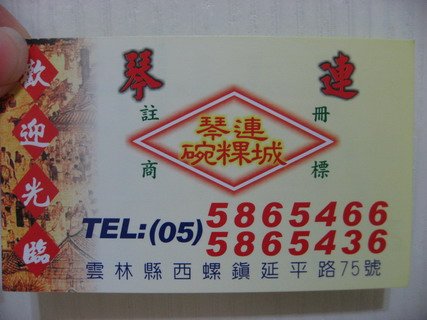 歡迎光臨
琴連
註冊
商標
琴連
碗粿城
TEL:(05) 5865466
5865436
雲林縣西螺鎮延平路75號